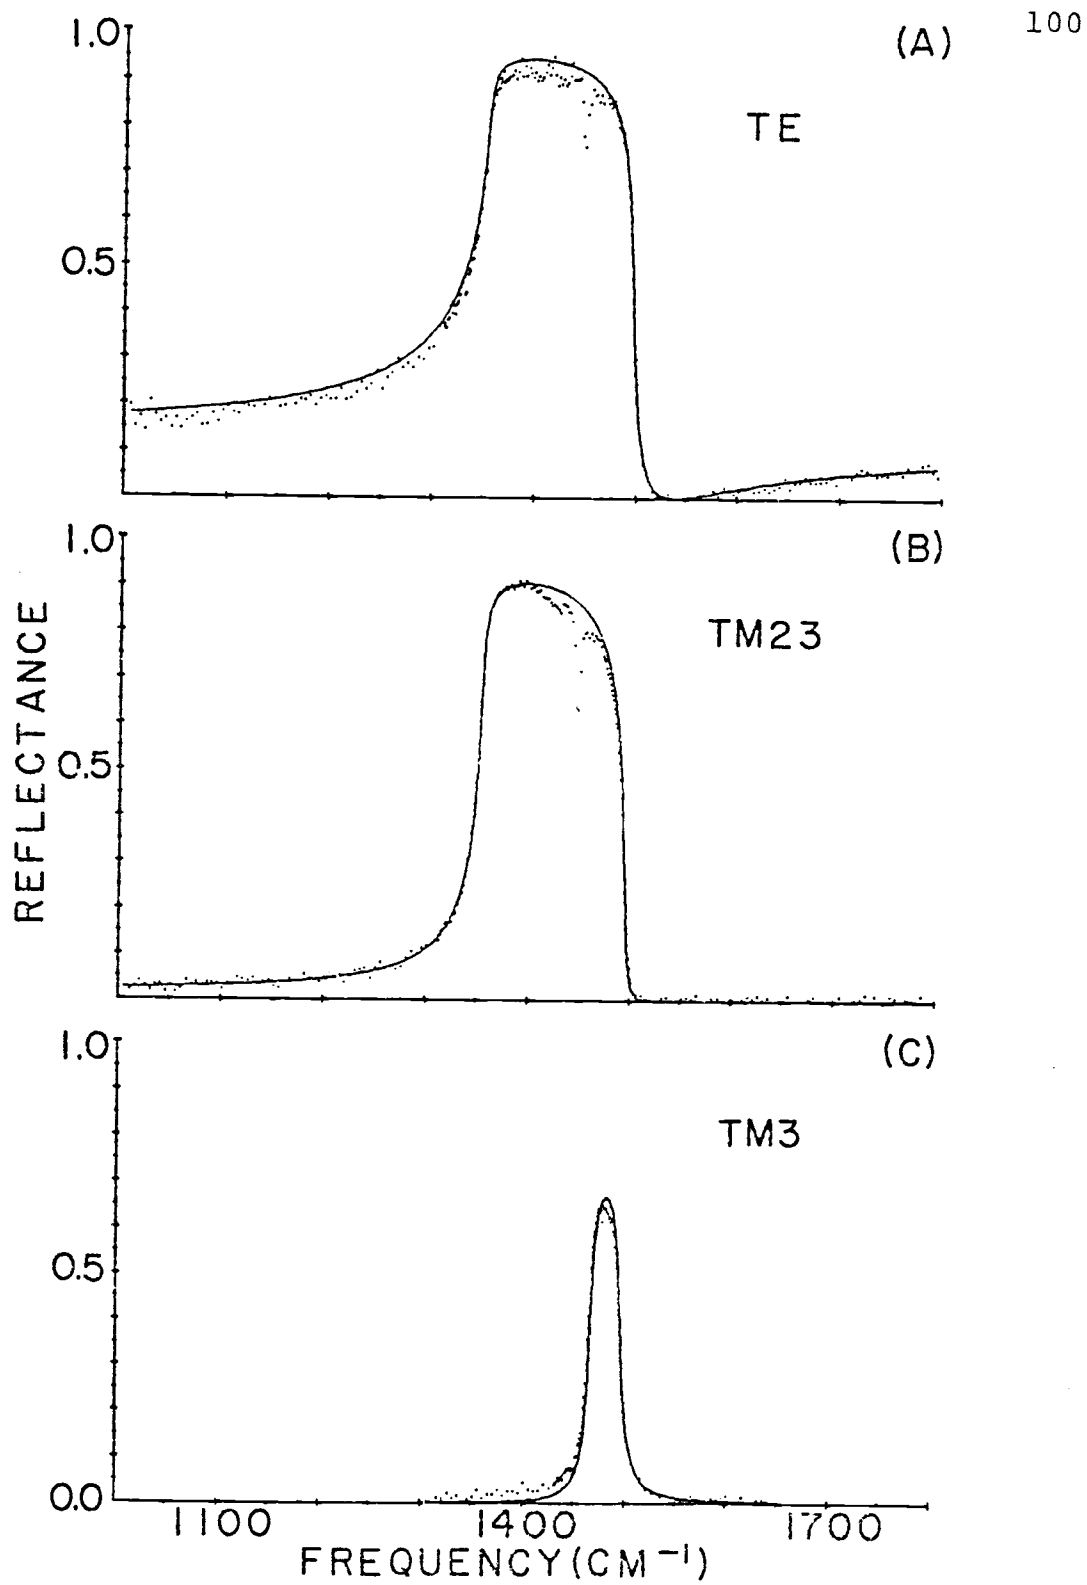 100
(A)
TE
1.0
0.5
(B)
TM23
1.0
0.5
REFLECTANCE
(C)
TM3
1.0
0.5
0.0
1100 1400 1700
FREQUENCY (CM⁻¹)